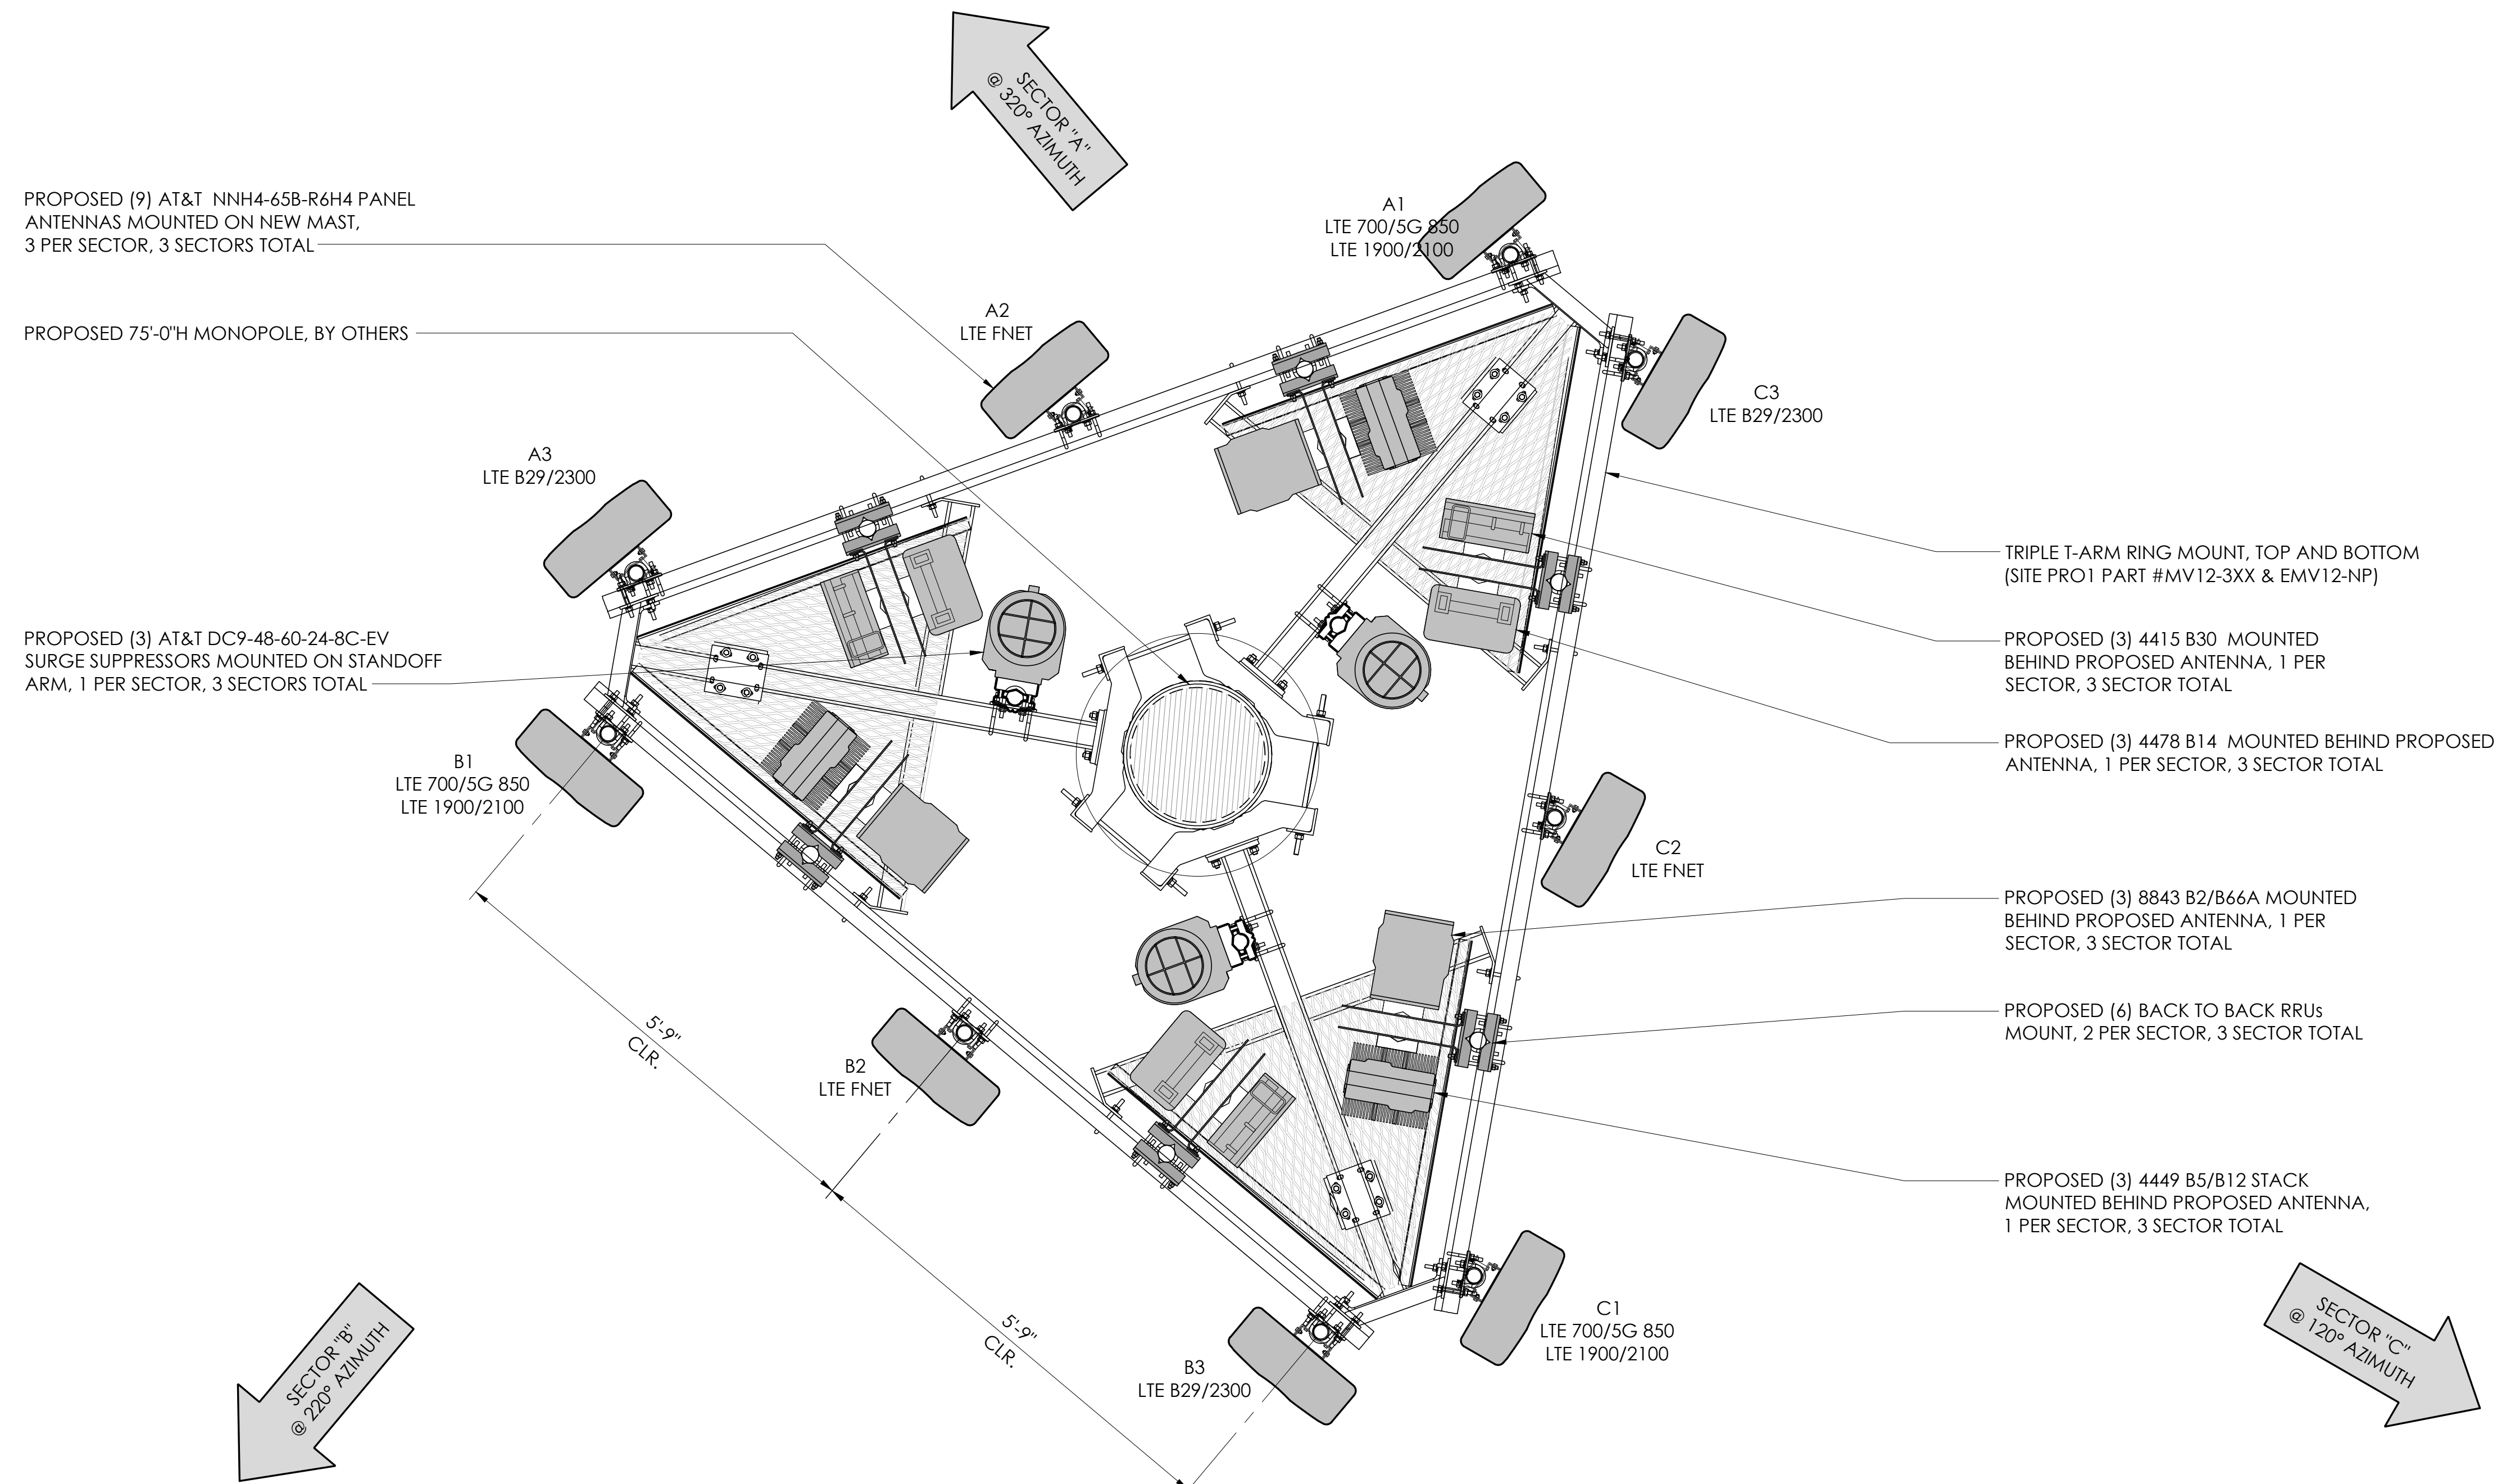 SECTOR "A"
@ 320° AZIMUTH
PROPOSED (9) AT&T NNH4-65B-R6H4 PANEL
ANTENNAS MOUNTED ON NEW MAST,
3 PER SECTOR, 3 SECTORS TOTAL
PROPOSED 75'-0"H MONOPOLE, BY OTHERS
PROPOSED (3) AT&T DC9-48-60-24-8C-EV
SURGE SUPPRESSORS MOUNTED ON STANDOFF
ARM, 1 PER SECTOR, 3 SECTORS TOTAL
A1
LTE 700/5G 850
LTE 1900/2100
A2
LTE FNET
A3
LTE B29/2300
B1
LTE 700/5G 850
LTE 1900/2100
B2
LTE FNET
B3
LTE B29/2300
C3
LTE B29/2300
C2
LTE FNET
C1
LTE 700/5G 850
LTE 1900/2100
5'-9"
CLR.
5'-9"
CLR.
TRIPLE T-ARM RING MOUNT, TOP AND BOTTOM
(SITE PRO1 PART #MV12-3XX & EMV12-NP)
PROPOSED (3) 4415 B30 MOUNTED
BEHIND PROPOSED ANTENNA, 1 PER
SECTOR, 3 SECTOR TOTAL
PROPOSED (3) 4478 B14 MOUNTED BEHIND PROPOSED
ANTENNA, 1 PER SECTOR, 3 SECTOR TOTAL
PROPOSED (3) 8843 B2/B66A MOUNTED
BEHIND PROPOSED ANTENNA, 1 PER
SECTOR, 3 SECTOR TOTAL
PROPOSED (6) BACK TO BACK RRUs
MOUNT, 2 PER SECTOR, 3 SECTOR TOTAL
PROPOSED (3) 4449 B5/B12 STACK
MOUNTED BEHIND PROPOSED ANTENNA,
1 PER SECTOR, 3 SECTOR TOTAL
SECTOR "B"
@ 220° AZIMUTH
SECTOR "C"
@ 120° AZIMUTH